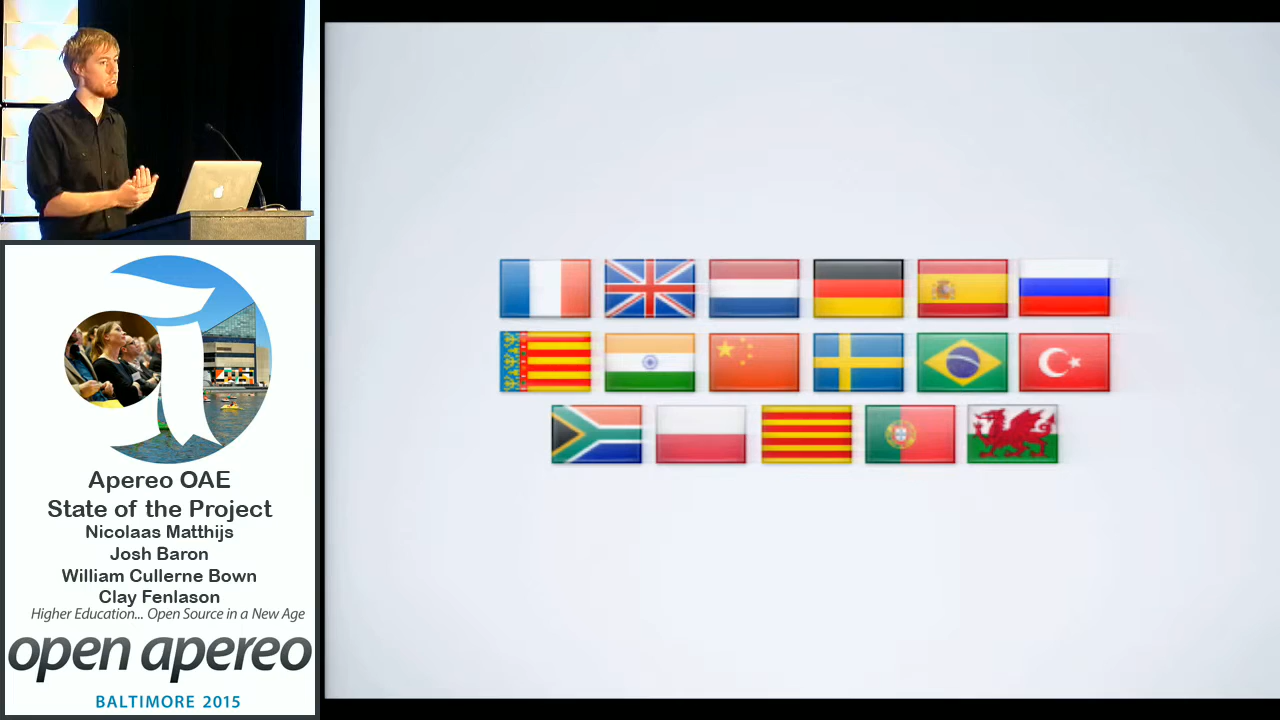 Apereo OAE
State of the Project
Nicolaas Matthijs
Josh Baron
William Cullerne Bown
Clay Fenlason
Higher Education... Open Source in a New Age
open apereo
BALTIMORE 2015